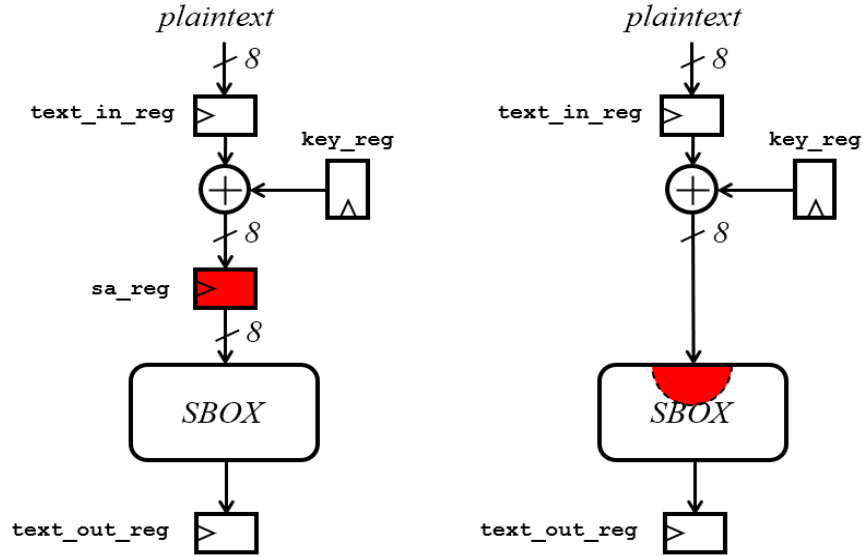 plaintext
8
text_in_reg
key_reg
8
sa_reg
8
SBOX
text_out_reg
plaintext
8
text_in_reg
key_reg
8
SBOX
text_out_reg